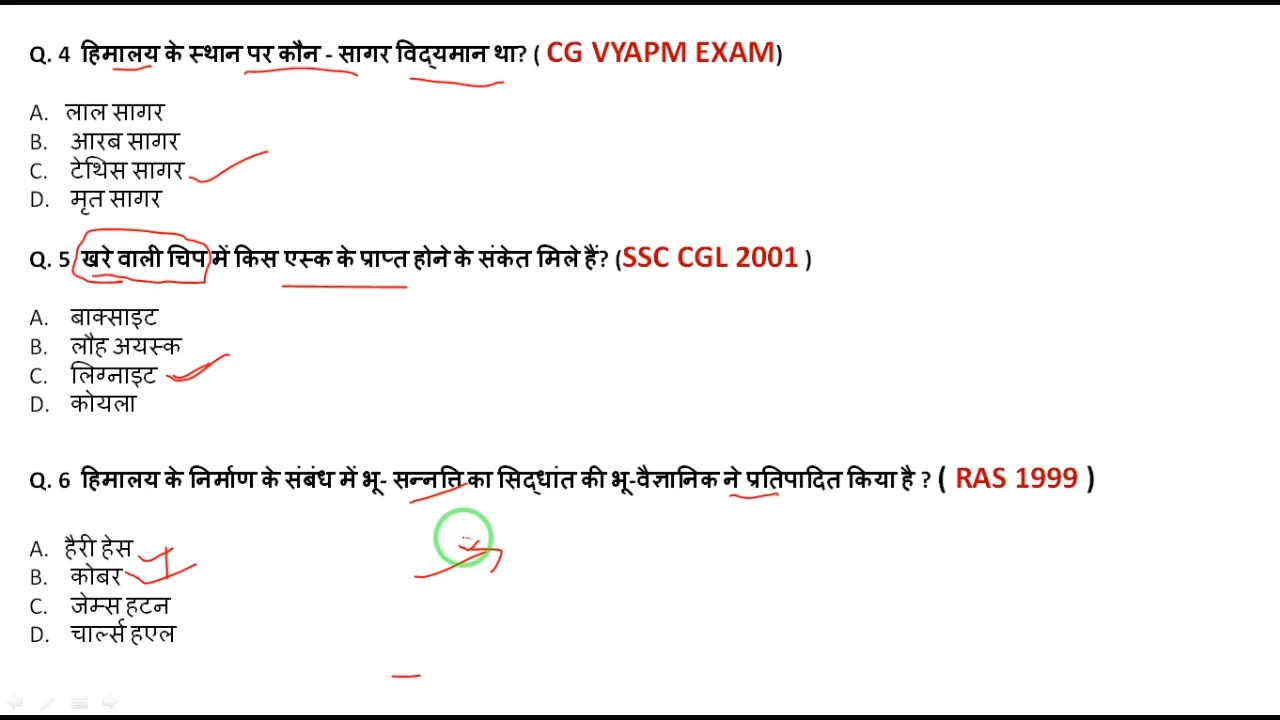 Q. 4 हिमालय के स्थान पर कौन - सागर विद्यमान था? ( CG VYAPM EXAM)
A. लाल सागर
B. आरब सागर
C. टेथिस सागर
D. मृत सागर
Q. 5 खरे वाली चिप में किस एस्क के प्राप्त होने के संकेत मिले हैं? (SSC CGL 2001 )
A. बाक्साइट
B. लौह अयस्क
C. लिग्नाइट
D. कोयला
Q. 6 हिमालय के निर्माण के संबंध में भू- सन्नत्ति का सिद्धांत की भू-वैज्ञानिक ने प्रतिपादित किया है ? ( RAS 1999 )
A. हैरी हेस
B. कोबर
C. जेम्स हटन
D. चार्ल्स हएल